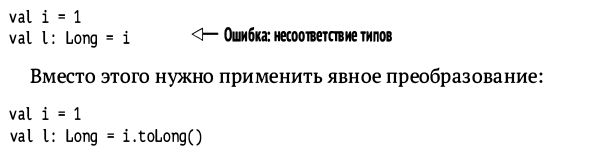 val i = 1
val l: Long = i Ошибка: несоответствие типов
Вместо этого нужно применить явное преобразование:
val i = 1
val l: Long = i.toLong()